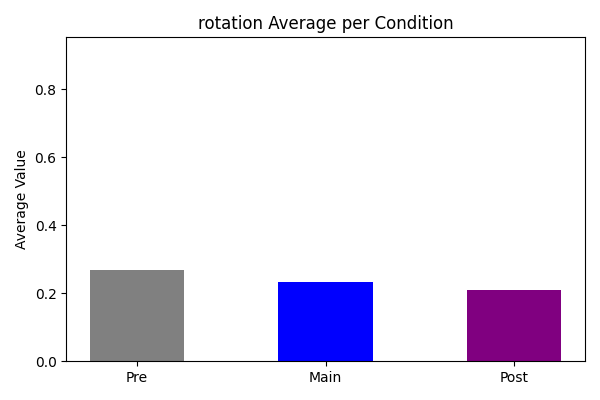 rotation Average per Condition
Average Value
0.8
0.6
0.4
0.2
0.0
Pre
Main
Post